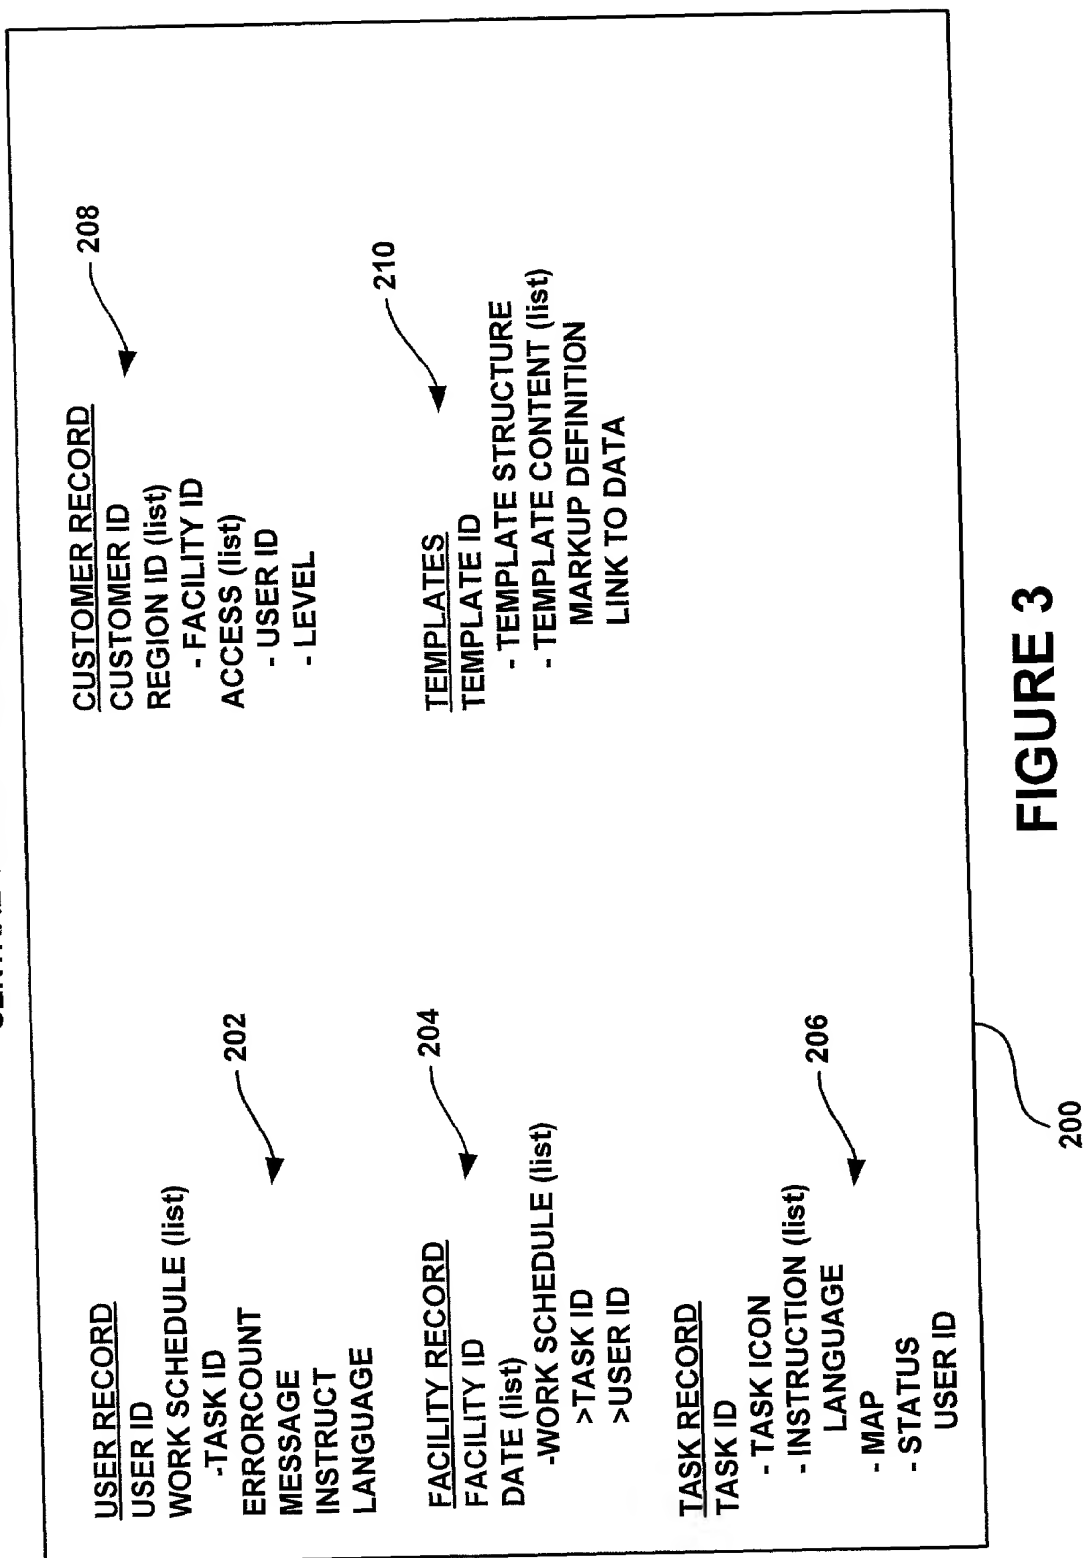 USER RECORD
USER ID
WORK SCHEDULE (list)
-TASK ID
ERRORCOUNT
MESSAGE
INSTRUCT
LANGUAGE
202
FACILITY RECORD
FACILITY ID
DATE (list)
-WORK SCHEDULE (list)
>TASK ID
>USER ID
204
TASK RECORD
TASK ID
- TASK ICON
- INSTRUCTION (list)
LANGUAGE
- MAP
- STATUS
USER ID
206
CUSTOMER RECORD
CUSTOMER ID
REGION ID (list)
- FACILITY ID
ACCESS (list)
- USER ID
- LEVEL
208
TEMPLATES
TEMPLATE ID
- TEMPLATE STRUCTURE
- TEMPLATE CONTENT (list)
MARKUP DEFINITION
LINK TO DATA
210
200
FIGURE 3